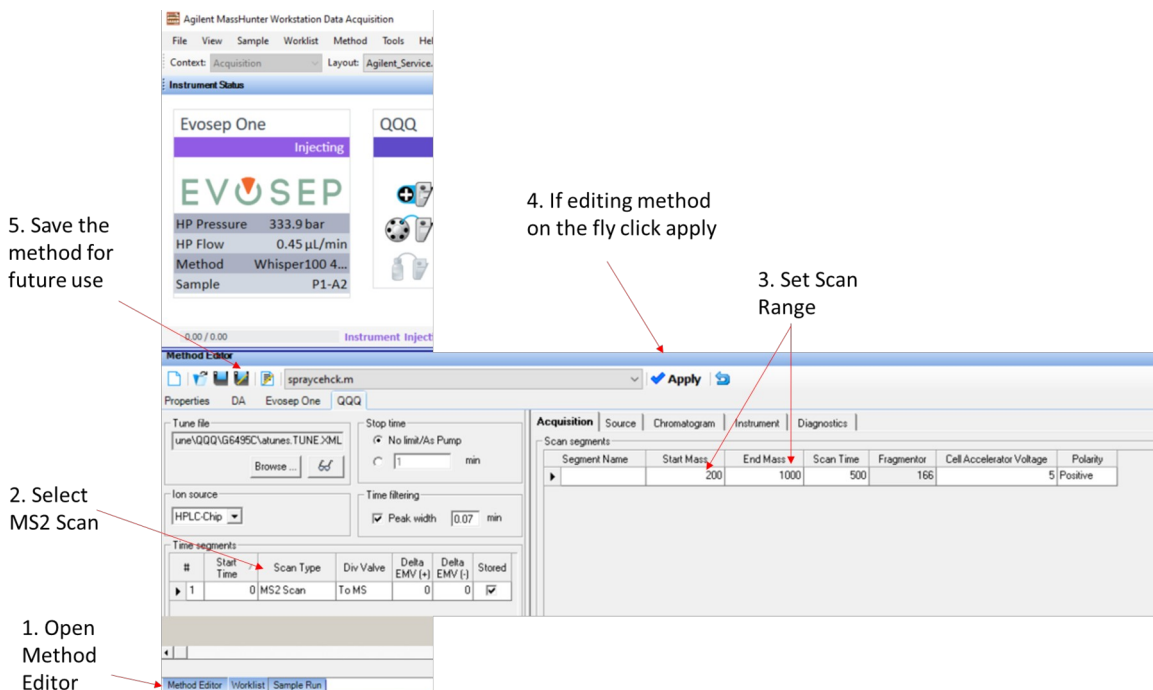 Agilent MassHunter Workstation Data Acquisition
File View Sample Worklist Method Tools Hel
Context: Acquisition Layout: Agilent_Service.
Instrument Status
Evosep One QQQ
Injecting
EVOSEP
HP Pressure 333.9 bar
HP Flow 0.45 µL/min
Method Whisper100 4...
Sample P1-A2
0.00 / 0.00 Instrument Inject
5. Save the
method for
future use
4. If editing method
on the fly click apply
3. Set Scan
Range
Method Editor
spraycehck.m Apply
Properties DA Evosep One QQQ
Tune file
une\QQQ\G6495C\atunes.TUNE.XML
Browse ...
Stop time
No limit/As Pump
1 min
Ion source
HPLC-Chip
Time filtering
Peak width 0.07 min
Time segments
# Start Time Scan Type Div Valve Delta EMV (+) Delta EMV (-) Stored
1 0 MS2 Scan To MS 0 0
Acquisition Source Chromatogram Instrument Diagnostics
Scan segments
Segment Name Start Mass End Mass Scan Time Fragmentor Cell Accelerator Voltage Polarity
200 1000 500 166 5 Positive
2. Select
MS2 Scan
1. Open
Method
Editor
Method Editor Worklist Sample Run